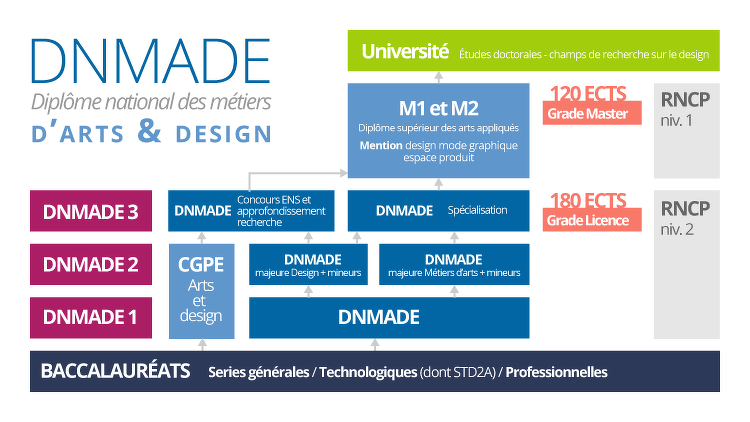 DNMADE
Diplôme national des métiers
D'ARTS & DESIGN
Université Études doctorales - champs de recherche sur le design
M1 et M2
Diplôme supérieur des arts appliqués
Mention design mode graphique
espace produit
120 ECTS
Grade Master
RNCP
niv. 1
DNMADE 3
DNMADE
Concours ENS et
approfondissement
recherche
DNMADE Spécialisation
180 ECTS
Grade Licence
RNCP
niv. 2
DNMADE 2
CGPE
Arts
et
design
DNMADE
majeure Design + mineurs
DNMADE
majeure Métiers d'arts + mineurs
DNMADE 1
DNMADE
BACCALAURÉATS Series générales / Technologiques (dont STD2A) / Professionnelles